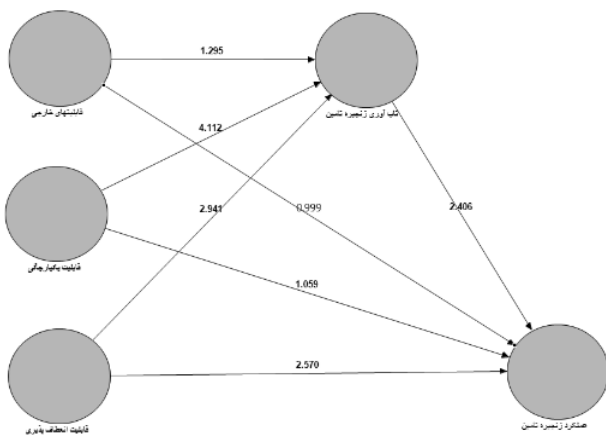 1.295
قابلیتهای خارجی
تاب آوری زنجیره تامین
4.112
2.941
0.999
2.406
قابلیت یکپارچگی
1.059
2.570
قابلیت انعطاف پذیری
عملکرد زنجیره تامین